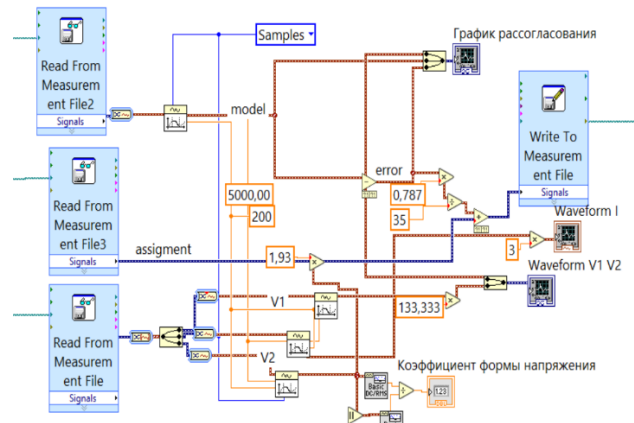 Samples
График рассогласования
Read From
Measurem
ent File2
Signals
model
Write To
Measurem
ent File
Signals
error
5000,00
200
0,787
35
Read From
Measurem
ent File3
Signals
assigment
1,93
Waveform I
3
Waveform V1 V2
V1
133,333
Read From
Measurem
ent File
Signals
V2
Коэффициент формы напряжения
Basic
DC/RMS
1.23